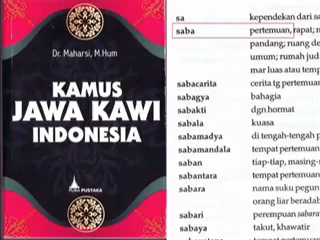 Dr. Maharsi, M.Hum
KAMUS
JAWA KAWI
INDONESIA
PURA PUSTAKA
sa kependekan dari sa
saba pertemuan, rapat; m
pandang; ruang de
umum; rumah jud
mar luas atau temp
sabacarita cerita tg pertemuan
sabagya bahagia
sabakti dgn hormat
sabala kuasa
sabamadya di tengah-tengah p
sabamandala tempat pertemuan
saban tiap-tiap, masing-
sabantara tempat pertemuan
sabara nama suku pegun
orang liar beradab
sabari perempuan sabara
sabaya takut, khawatir